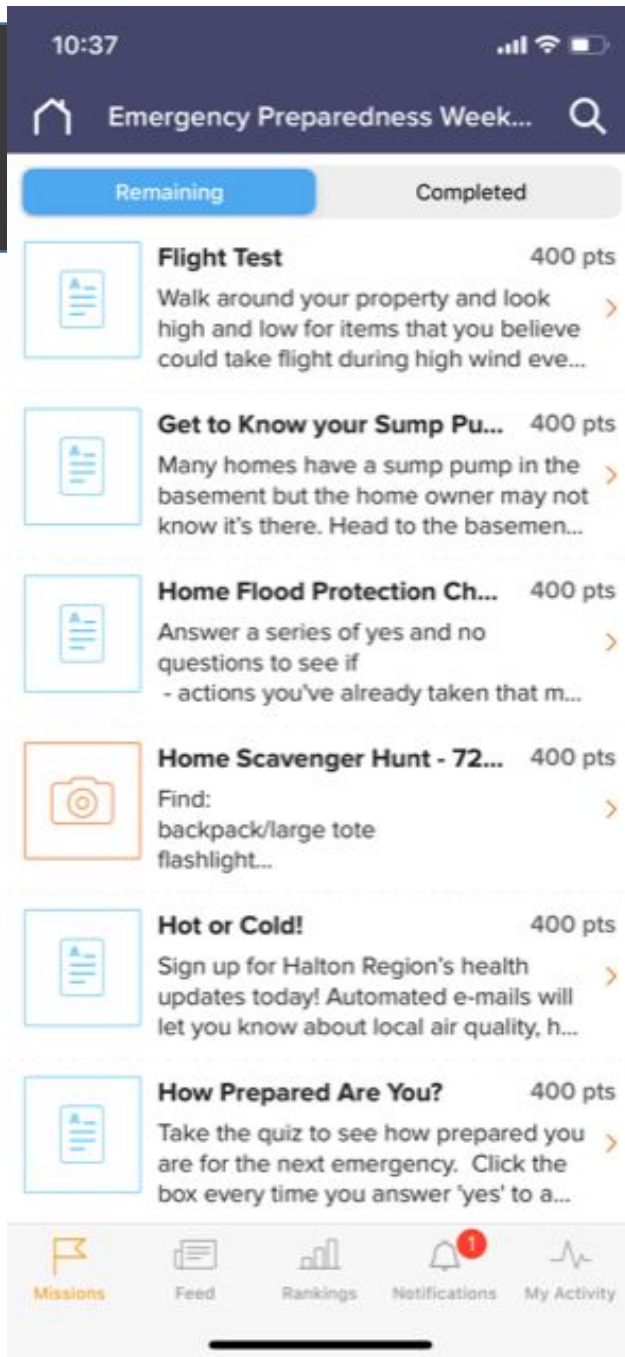 10:37
Emergency Preparedness Week...
Remaining Completed
Flight Test 400 pts
Walk around your property and look
high and low for items that you believe
could take flight during high wind eve...
Get to Know your Sump Pu... 400 pts
Many homes have a sump pump in the
basement but the home owner may not
know it's there. Head to the basemen...
Home Flood Protection Ch... 400 pts
Answer a series of yes and no
questions to see if
- actions you've already taken that m...
Home Scavenger Hunt - 72... 400 pts
Find:
backpack/large tote
flashlight...
Hot or Cold! 400 pts
Sign up for Halton Region's health
updates today! Automated e-mails will
let you know about local air quality, h...
How Prepared Are You? 400 pts
Take the quiz to see how prepared you
are for the next emergency.  Click the
box every time you answer 'yes' to a...
1
Missions Feed Rankings Notifications My Activity